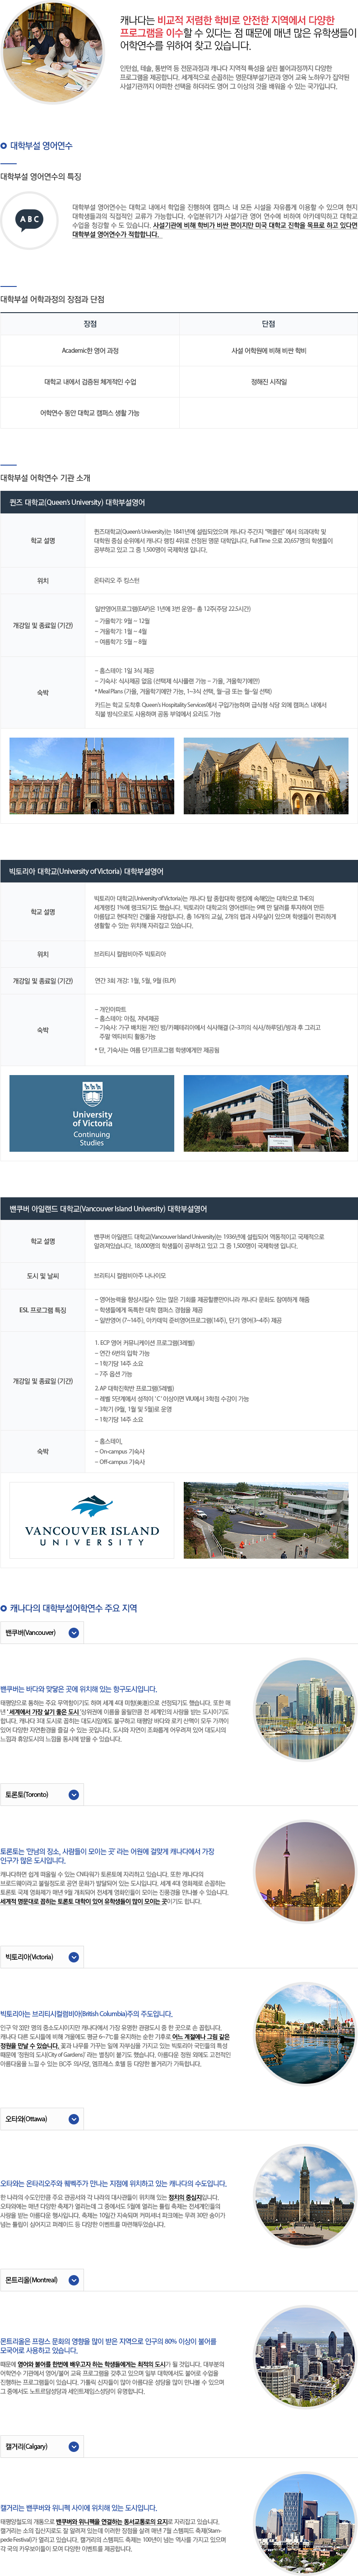 캐나다는 비교적 저렴한 학비로 안전한 지역에서 다양한
프로그램을 이수할 수 있다는 점 때문에 매년 많은 유학생들이
어학연수를 위하여 찾고 있습니다.
인턴쉽, 테솔, 통번역 등 전문과정과 캐나다 지역적 특성을 살린 불어과정까지 다양한
프로그램을 제공합니다. 세계적으로 손꼽히는 명문대부설기관과 영어 교육 노하우가 집약된
사설기관까지 어떠한 선택을 하더라도 영어 그 이상의 것을 배울 수 있는 국가입니다.
대학부설 영어연수
대학부설 영어연수의 특징
ABC
대학부설 영어연수는 대학교 내에서 학업을 진행하여 캠퍼스 내 모든 시설을 자유롭게 이용할 수 있으며 현지
대학생들과의 직접적인 교류가 가능합니다. 수업분위기가 사설기관 영어 연수에 비하여 아카데믹하고 대학교
수업을 청강할 수 도 있습니다. 사설기관에 비해 학비가 비싼 편이지만 미국 대학교 진학을 목표로 하고 있다면
대학부설 영어연수가 적합합니다.
대학부설 어학과정의 장점과 단점
장점 단점
Academic한 영어 과정 사설 어학원에 비해 비싼 학비
대학교 내에서 검증된 체계적인 수업 정해진 시작일
어학연수 동안 대학교 캠퍼스 생활 가능
대학부설 어학연수 기관 소개
퀸즈 대학교(Queen's University) 대학부설영어
학교 설명
퀸즈대학교(Queen's University)는 1841년에 설립되었으며 캐나다 주간지 "맥클린" 에서 의과대학 및
대학원 중심 순위에서 캐나다 랭킹 4위로 선정된 명문 대학입니다. Full Time 으로 20,657명의 학생들이
공부하고 있고 그 중 1,500명이 국제학생 입니다.
위치 온타리오 주 킹스턴
개강일 및 종료일 (기간)
일반영어프로그램(EAP)은 1년에 3번 운영- 총 12주(주당 22.5시간)
- 가을학기: 9월 ~ 12월
- 겨울학기: 1월 ~ 4월
- 여름학기: 5월 ~ 8월
숙박
- 홈스테이: 1일 3식 제공
- 기숙사: 식사제공 없음 (선택제 식사플랜 가능 - 가을, 겨울학기에만)
* Meal Plans (가을, 겨울학기에만 가능, 1~3식 선택, 월~금 또는 월~일 선택)
카드는 학교 도착후 Queen's Hospitality Services에서 구입가능하며 급식형 식당 외에 캠퍼스 내에서
직불 방식으로도 사용하며 공동 부엌에서 요리도 가능
빅토리아 대학교(University of Victoria) 대학부설영어
학교 설명
빅토리아 대학교(University of Victoria)는 캐나다 탑 종합대학 랭킹에 속해있는 대학으로 THE의
세계랭킹 1%에 랭크되기도 했습니다. 빅토리아 대학교의 영어센터는 9백 만 달러를 투자하여 만든
아름답고 현대적인 건물을 자랑합니다. 총 16개의 교실, 2개의 랩과 사무실이 있으며 학생들이 편리하게
생활할 수 있는 위치해 자리잡고 있습니다.
위치 브리티시 컬럼비아주 빅토리아
개강일 및 종료일 (기간) 연간 3회 개강: 1월, 5월, 9월 (ELPI)
숙박
- 개인아파트
- 홈스테이: 아침, 저녁제공
- 기숙사: 가구 배치된 개인 방/카페테리아에서 식사해결 (2~3끼의 식사/하루당)/방과 후 그리고
주말 액티비티 활동가능
* 단, 기숙사는 여름 단기프로그램 학생에게만 제공됨
University
of Victoria
Continuing
Studies
밴쿠버 아일랜드 대학교(Vancouver Island University) 대학부설영어
학교 설명
밴쿠버 아일랜드 대학교(Vancouver Island University)는 1936년에 설립되어 역동적이고 국제적으로
알려져있습니다. 18,000명의 학생들이 공부하고 있고 그 중 1,500명이 국제학생 입니다.
도시 및 날씨 브리티시 컬럼비아주 나나이모
ESL 프로그램 특징
- 영어능력을 향상시킬수 있는 많은 기회를 제공될뿐만아니라 캐나다 문화도 참여하게 해줌
- 학생들에게 독특한 대학 캠퍼스 경험을 제공
- 일반영어 (7~14주), 아카데믹 준비영어프로그램(14주), 단기 영어(3~4주) 제공
개강일 및 종료일 (기간)
1. ECP 영어 커뮤니케이션 프로그램(3레벨)
- 연간 6번의 입학 가능
- 1학기당 14주 소요
- 7주 옵션 가능
2.AP 대학진학반 프로그램(5레벨)
- 레벨 5단계에서 성적이 ' C ' 이상이면 VIU에서 3학점 수강이 가능
- 3학기 (9월, 1월 및 5월)로 운영
- 1학기당 14주 소요
숙박
- 홈스테이,
- On-campus 기숙사
- Off-campus 기숙사
VANCOUVER ISLAND
UNIVERSITY
캐나다의 대학부설어학연수 주요 지역
밴쿠버(Vancouver)
밴쿠버는 바다와 맞닿은 곳에 위치해 있는 항구도시입니다.
태평양으로 통하는 주요 무역항이기도 하며 세계 4대 미항(美港)으로 선정되기도 했습니다. 또한 매
년 ' 세계에서 가장 살기 좋은 도시 '상위권에 이름을 올릴만큼 전 세계인의 사랑을 받는 도시이기도
합니다. 캐나다 3대 도시로 꼽히는 대도시임에도 불구하고 태평양 바다와 로키 산맥이 모두 가까이
있어 다양한 자연환경을 즐길 수 있는 곳입니다. 도시와 자연이 조화롭게 어우러져 있어 대도시의
느낌과 휴양도시의 느낌을 동시에 받을 수 있습니다.
토론토(Toronto)
토론토는 '만남의 장소, 사람들이 모이는 곳' 라는 어원에 걸맞게 캐나다에서 가장
인구가 많은 도시입니다.
캐나다하면 쉽게 떠올릴 수 있는 CN타워가 토론토에 자리하고 있습니다. 또한 캐나다의
브로드웨이라고 불릴정도로 공연 문화가 발달되어 있는 도시입니다. 세계 4대 영화제로 손꼽히는
토론토 국제 영화제가 매년 9월 개최되어 전세계 영화인들이 모이는 진풍경을 만나볼 수 있습니다.
세계적 명문대로 꼽히는 토론토 대학이 있어 유학생들이 많이 모이는 곳이기도 합니다.
빅토리아(Victoria)
빅토리아는 브리티시컬럼비아(British Columbia)주의 주도입니다.
인구 약 33만 명의 중소도시이지만 캐나다에서 가장 유명한 관광도시 중 한 곳으로 손 꼽힙니다.
캐나다 다른 도시들에 비해 겨울에도 평균 6~7℃를 유지하는 순한 기후로 어느 계절에나 그림 같은
정원을 만날 수 있습니다. 꽃과 나무를 가꾸는 일에 자부심을 가지고 있는 빅토리아 국민들의 특성
때문에 '정원의 도시(City of Gardens)' 라는 별칭이 붙기도 했습니다. 아름다운 정원 외에도 고전적인
아름다움을 느낄 수 있는 BC주 의사당, 엠프레스 호텔 등 다양한 볼거리가 가득합니다.
오타와(Ottawa)
오타와는 온타리오주와 퀘벡주가 만나는 지점에 위치하고 있는 캐나다의 수도입니다.
한 나라의 수도인만큼 주요 관공서와 각 나라의 대사관들이 위치해 있는 정치의 중심지입니다.
오타와에는 매년 다양한 축제가 열리는데 그 중에서도 5월에 열리는 튤립 축제는 전세계인들의
사랑을 받는 아름다운 행사입니다. 축제는 10일간 지속되며 커미셔너 파크에는 무려 30만 송이가
넘는 튤립이 심어지고 퍼레이드 등 다양한 이벤트를 마련해두었습니다.
몬트리올(Montreal)
몬트리올은 프랑스 문화의 영향을 많이 받은 지역으로 인구의 80% 이상이 불어를
모국어로 사용하고 있습니다.
때문에 영어와 불어를 한번에 배우고자 하는 학생들에게는 최적의 도시가 될 것입니다. 대부분의
어학연수 기관에서 영어/불어 교육 프로그램을 갖추고 있으며 일부 대학에서도 불어로 수업을
진행하는 프로그램들이 있습니다. 가톨릭 신자들이 많아 아름다운 성당을 많이 만나볼 수 있으며
그 중에서도 노트르담성당과 세인트제임스성당이 유명합니다.
캘거리(Calgary)
캘거리는 밴쿠버와 위니펙 사이에 위치해 있는 도시입니다.
태평양철도의 개통으로 밴쿠버와 위니펙을 연결하는 동서교통로의 요지로 자리잡고 있습니다.
캘거리는 소의 집산지로도 잘 알려져 있는데 이러한 장점을 살려 매년 7월 스템피드 축제(Stam-
pede Festival)가 열리고 있습니다. 캘거리의 스템피드 축제는 100년이 넘는 역사를 가지고 있으며
각 국의 카우보이들이 모여 다양한 이벤트를 제공합니다.